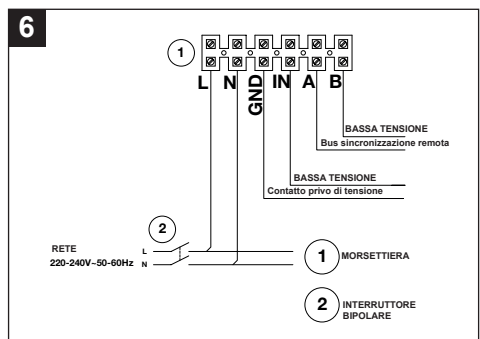 6
1
L N GND IN A B
BASSA TENSIONE
Bus sincronizzazione remota
BASSA TENSIONE
Contatto privo di tensione
2
RETE
220-240V~50-60Hz
L
N
1 MORSETTIERA
2 INTERRUTTORE
BIPOLARE